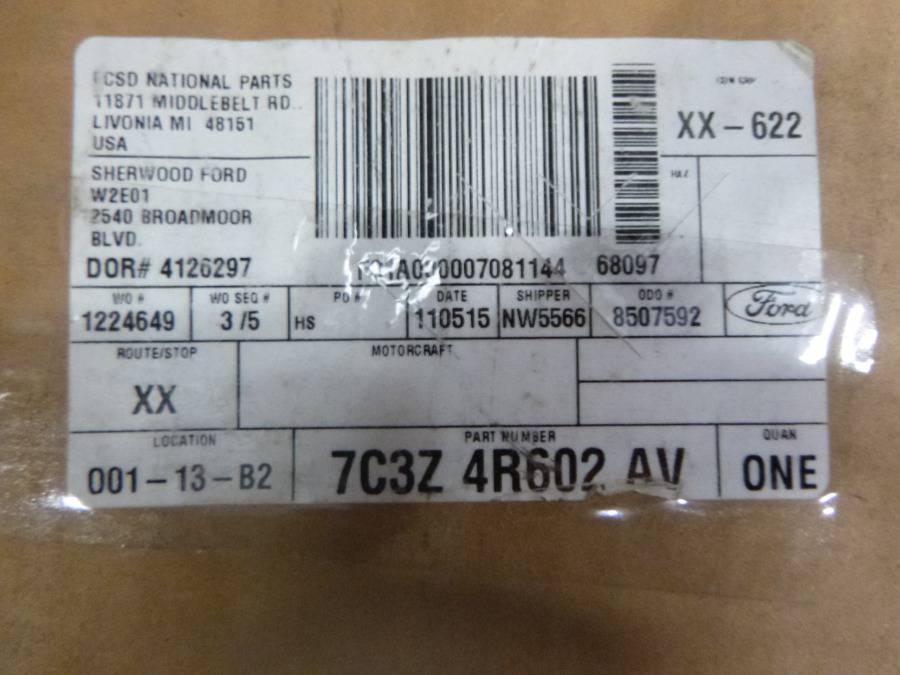 FCSD NATIONAL PARTS
11871 MIDDLEBELT RD..
LIVONIA MI 48151
USA
SHERWOOD FORD
W2E01
2540 BROADMOOR
BLVD.
DOR# 4126297
68097
XX-622
HAZ
WO #
1224649
WO SEQ #
3/5
PO #
HS
DATE
110515
SHIPPER
NW5566
ODO #
8507592
Ford
ROUTE/STOP
XX
MOTORCRAFT
LOCATION
001-13-B2
PART NUMBER
7C3Z 4R602 AV
QUAN
ONE